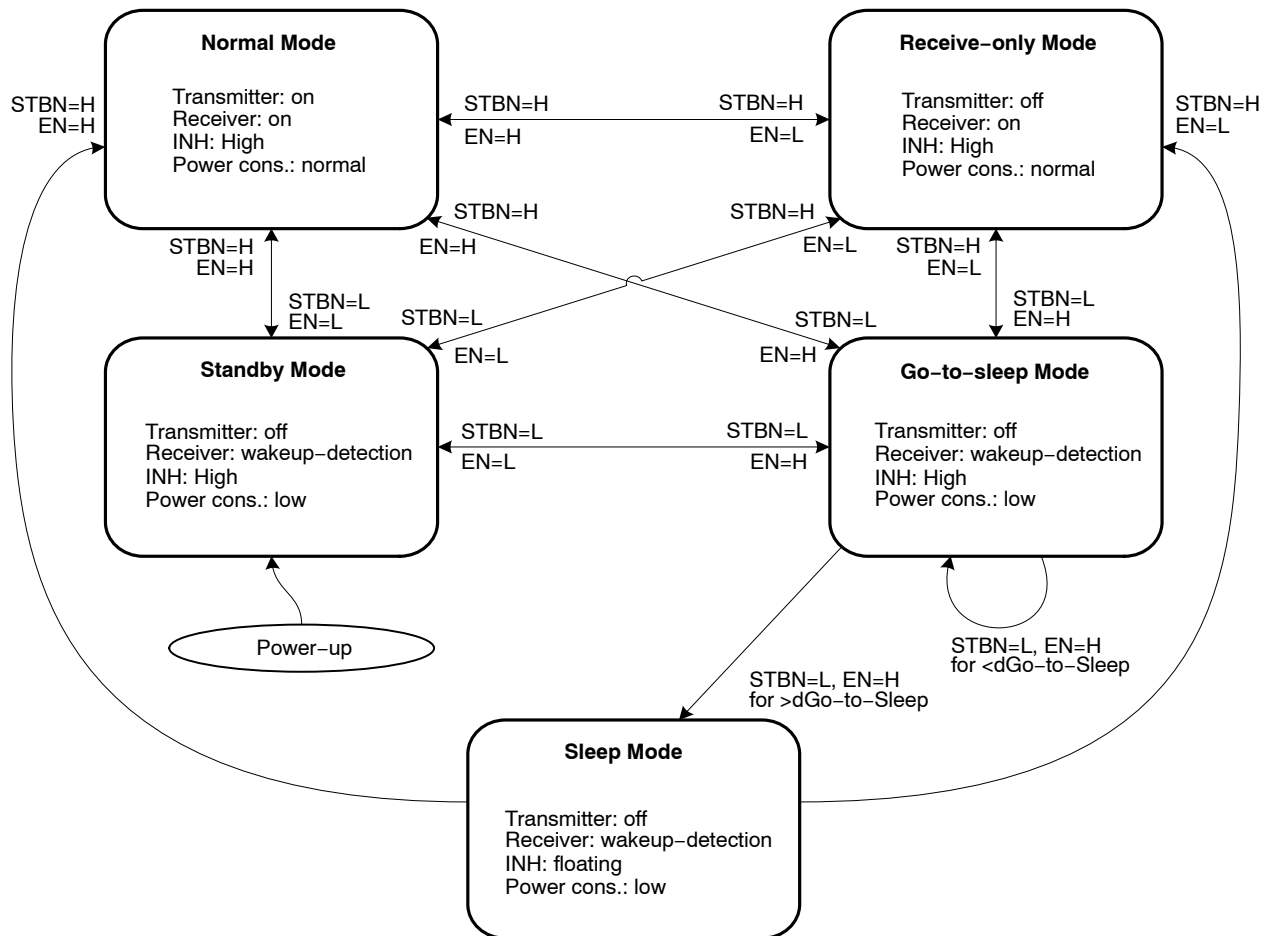 Normal Mode
Transmitter: on
Receiver: on
INH: High
Power cons.: normal
Receive−only Mode
Transmitter: off
Receiver: on
INH: High
Power cons.: normal
STBN=H
EN=H
STBN=H
EN=H
STBN=H
EN=L
STBN=H
EN=L
STBN=H
EN=H
STBN=H
EN=L
STBN=H
EN=H
STBN=L
EN=L
STBN=H
EN=L
STBN=L
EN=H
STBN=L
EN=L
STBN=L
EN=H
Standby Mode
Transmitter: off
Receiver: wakeup−detection
INH: High
Power cons.: low
STBN=L
EN=L
STBN=L
EN=H
Go−to−sleep Mode
Transmitter: off
Receiver: wakeup−detection
INH: High
Power cons.: low
Power−up
STBN=L, EN=H
for <dGo−to−Sleep
STBN=L, EN=H
for >dGo−to−Sleep
Sleep Mode
Transmitter: off
Receiver: wakeup−detection
INH: floating
Power cons.: low